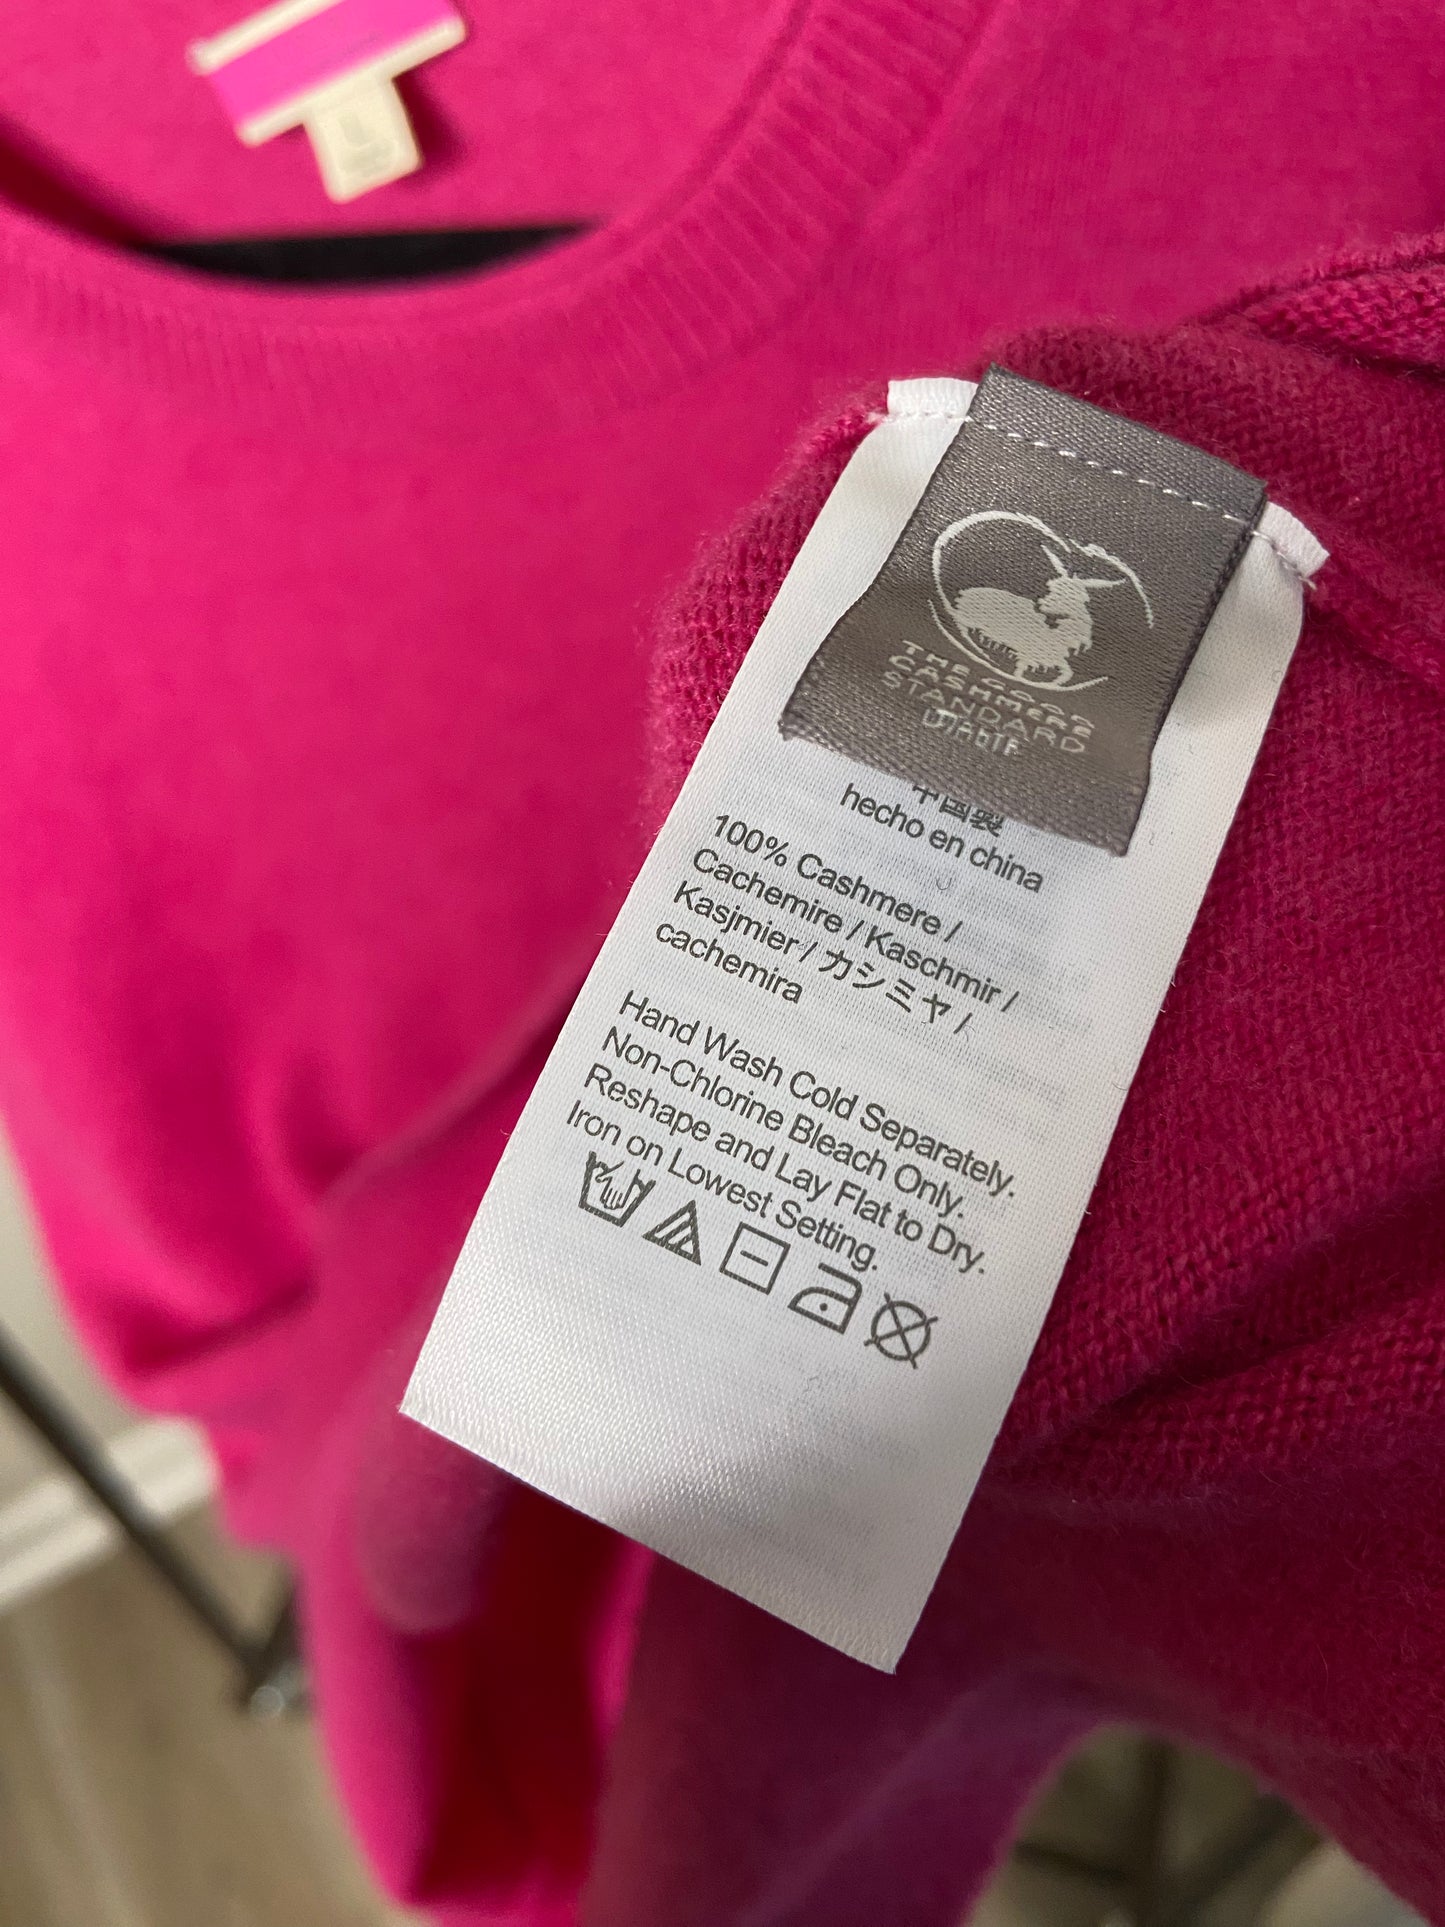 L
THE GOOD
CASHMERE
STANDARD
中国製
hecho en china
100% Cashmere /
Cachemire / Kaschmir /
Kasjmier / カシミヤ /
cachemira
Hand Wash Cold Separately.
Non-Chlorine Bleach Only.
Reshape and Lay Flat to Dry.
Iron on Lowest Setting.